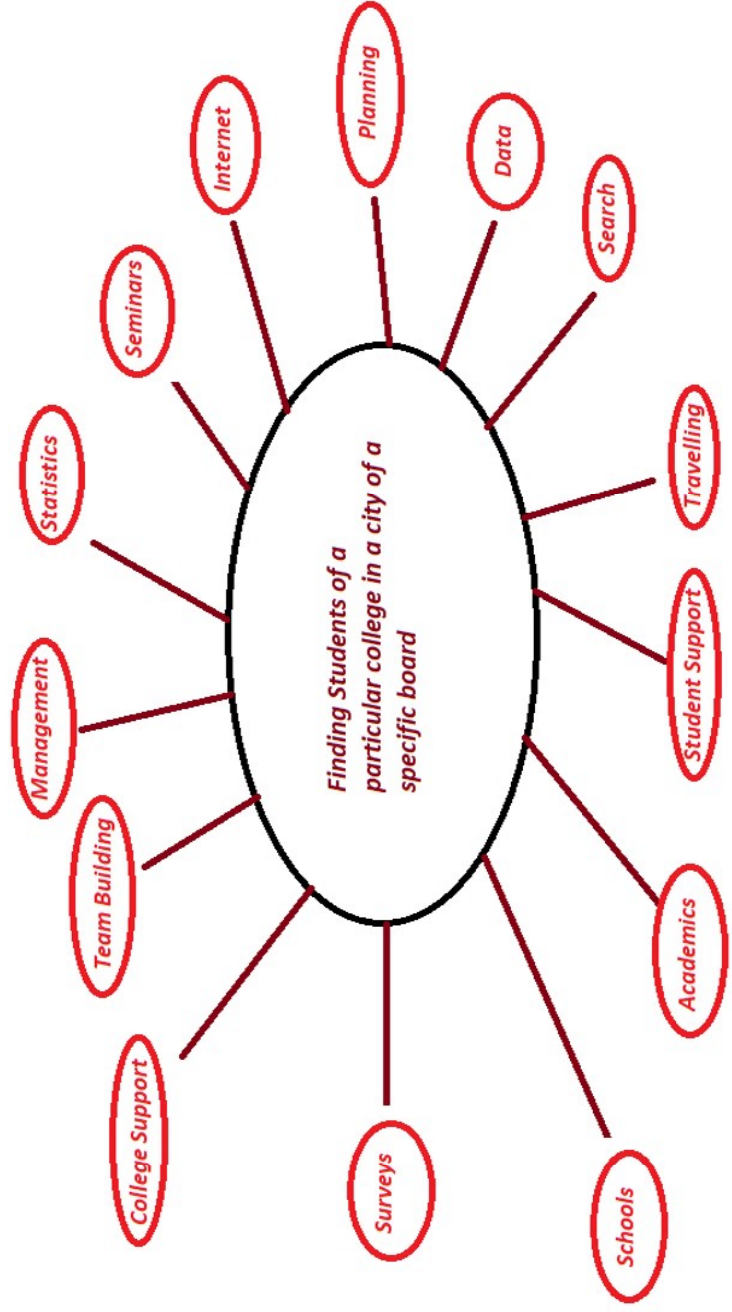 Finding Students of a
particular college in a city of a
specific board
College Support
Team Building
Management
Statistics
Seminars
Internet
Planning
Data
Search
Travelling
Student Support
Academics
Schools
Surveys